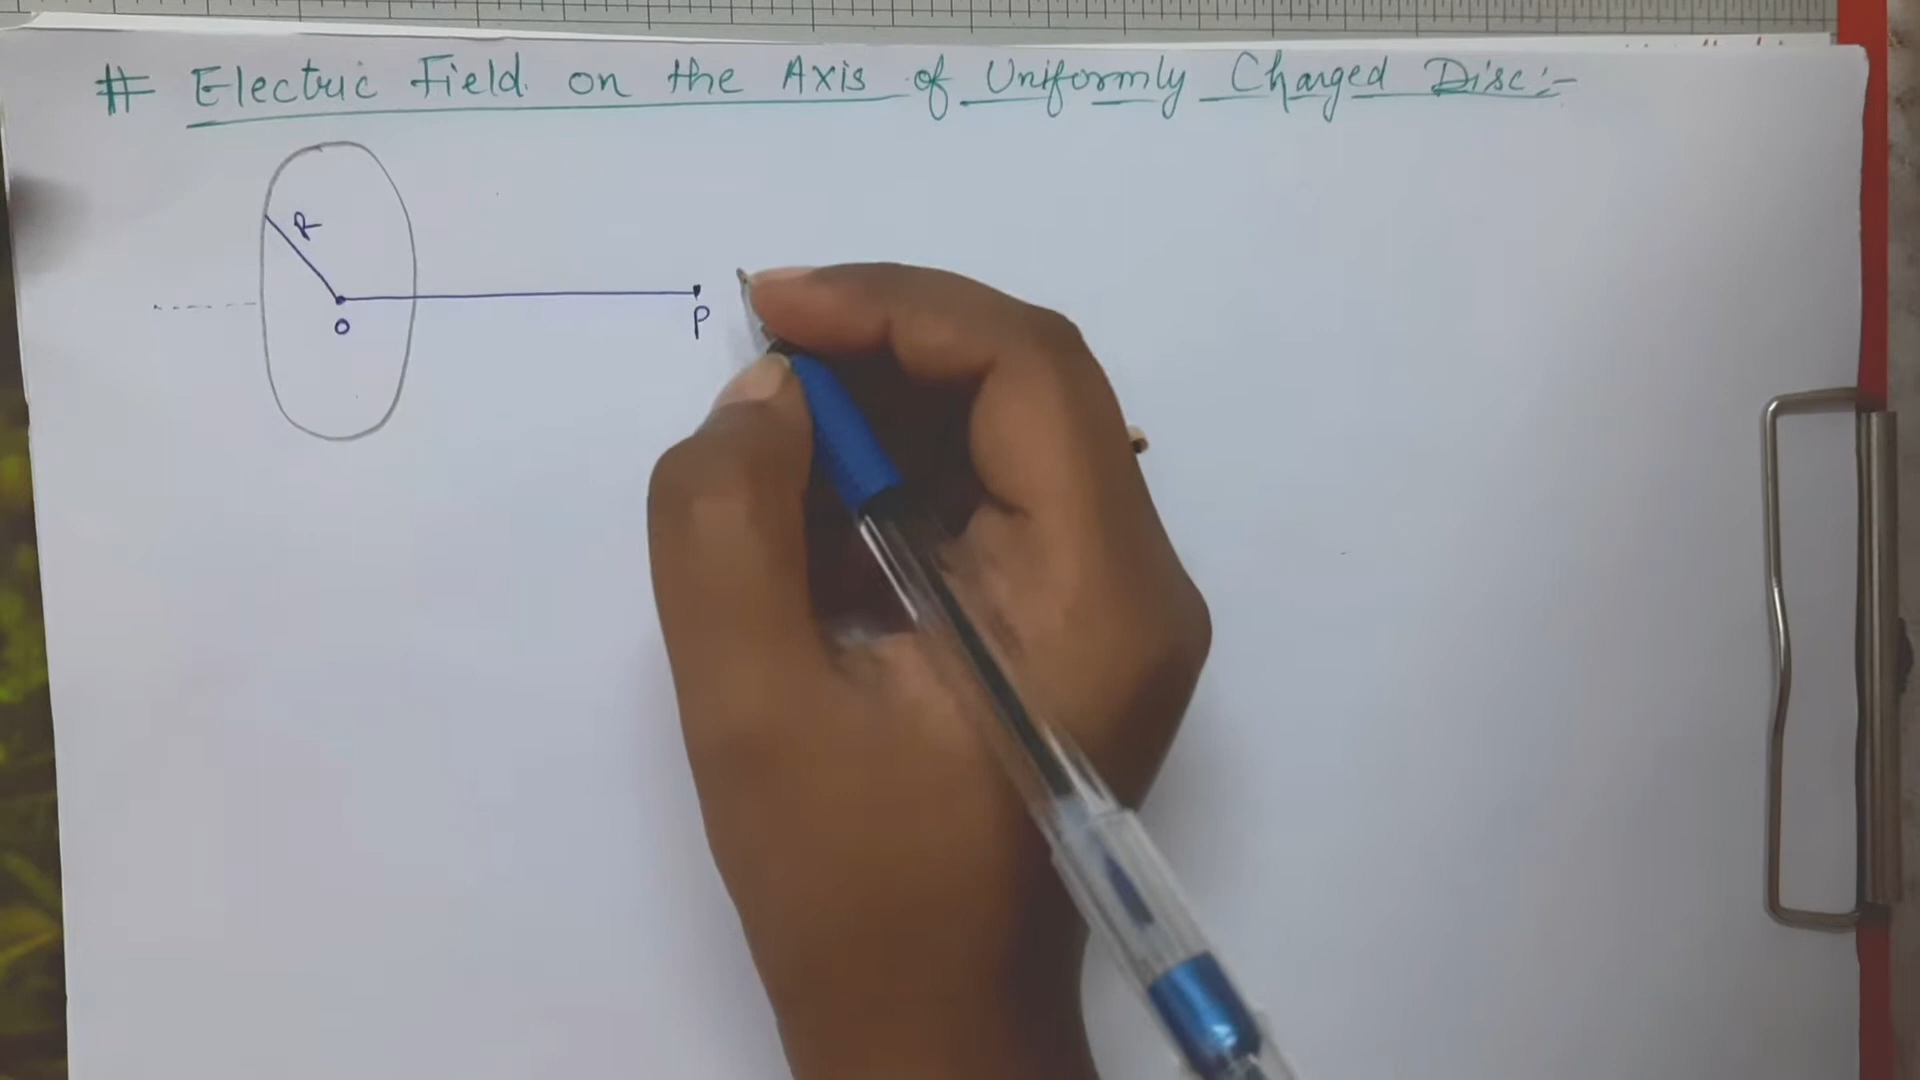 # Electric Field on the Axis of Uniformly Charged Disc:-
R
O
P